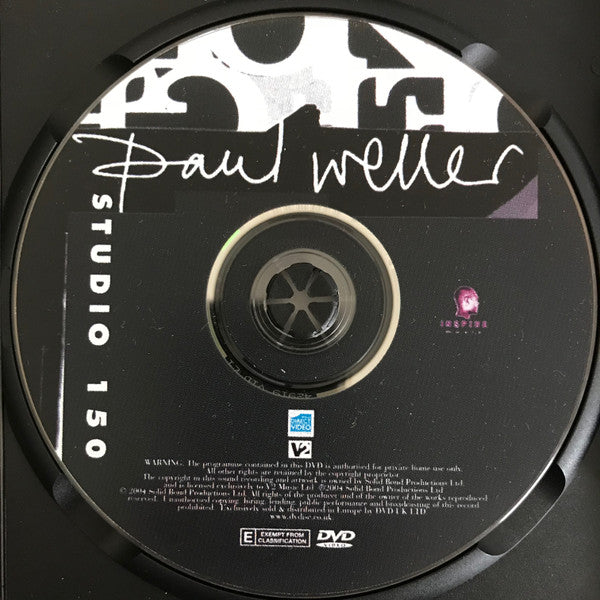 paul weller
STUDIO 150
INSPIRE
DIRECT
VIDEO
V2
WARNING: The programme contained in this DVD is authorised for private home use only.
All other rights are retained by the copyright proprietor.
The copyright in this sound recording and artwork is owned by Solid Bond Productions Ltd
and is licensed exclusively to V2 Music Ltd. ℗2004 Solid Bond Productions Ltd
© 2004 Solid Bond Productions Ltd. All rights of the producer and of the owner of the works reproduced
reserved. Unauthorised copying, hiring, lending, public performance and broadcasting of this record
prohibited. Exclusively sold & distributed in Europe by DVD UK LTD
www.dvdisc.co.uk
E EXEMPT FROM
CLASSIFICATION
DVD
VIDEO